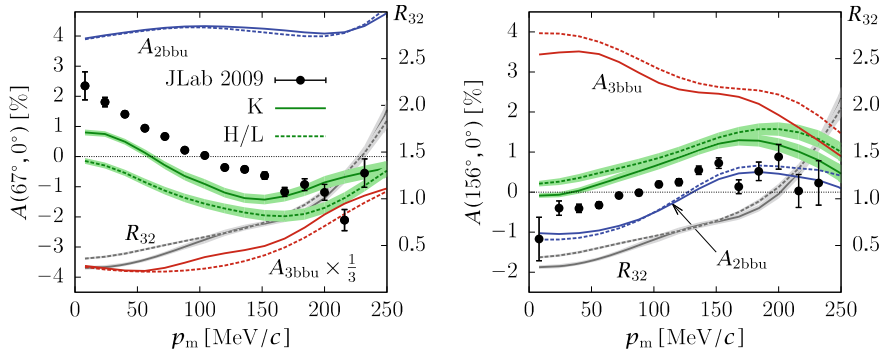 A(67°, 0°) [%]
4
3
2
1
0
−1
−2
−3
−4
A2bbu
JLab 2009
K
H/L
R32
A3bbu × 1/3
R32
2.5
2.0
1.5
1.0
0.5
0 50 100 150 200 250
pm [MeV/c]
A(156°, 0°) [%]
4
3
2
1
0
−1
−2
A3bbu
A2bbu
R32
R32
2.5
2.0
1.5
1.0
0.5
0 50 100 150 200 250
pm [MeV/c]